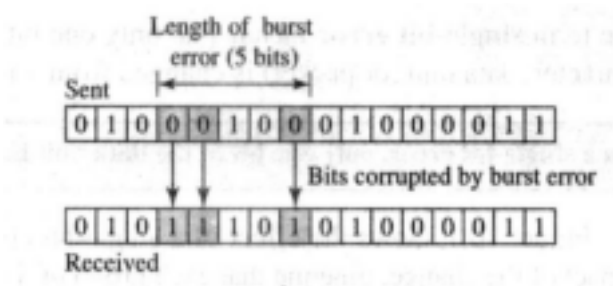 Length of burst
error (5 bits)
Sent
0 1 0 0 0 1 0 0 0 1 0 0 0 0 1 1
Bits corrupted by burst error
0 1 0 1 1 1 0 1 0 1 0 0 0 0 1 1
Received